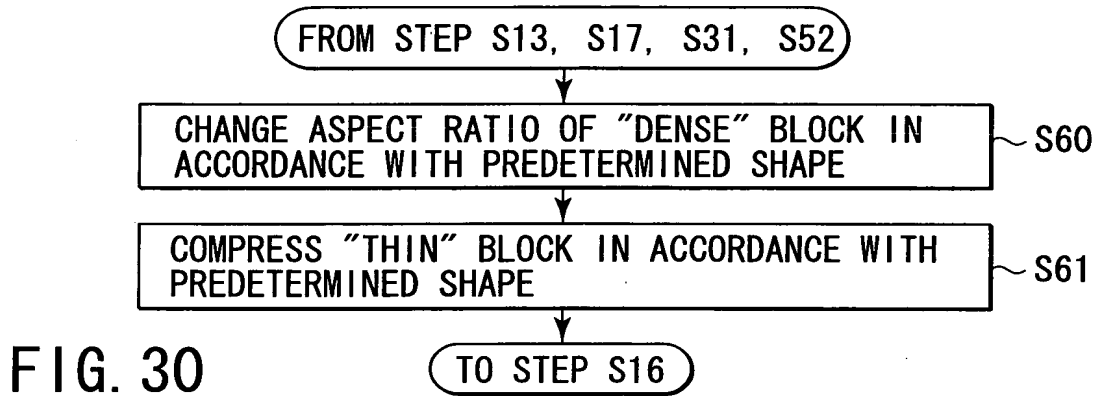 FROM STEP S13, S17, S31, S52
CHANGE ASPECT RATIO OF "DENSE" BLOCK IN
ACCORDANCE WITH PREDETERMINED SHAPE
S60
COMPRESS "THIN" BLOCK IN ACCORDANCE WITH
PREDETERMINED SHAPE
S61
TO STEP S16
FIG. 30